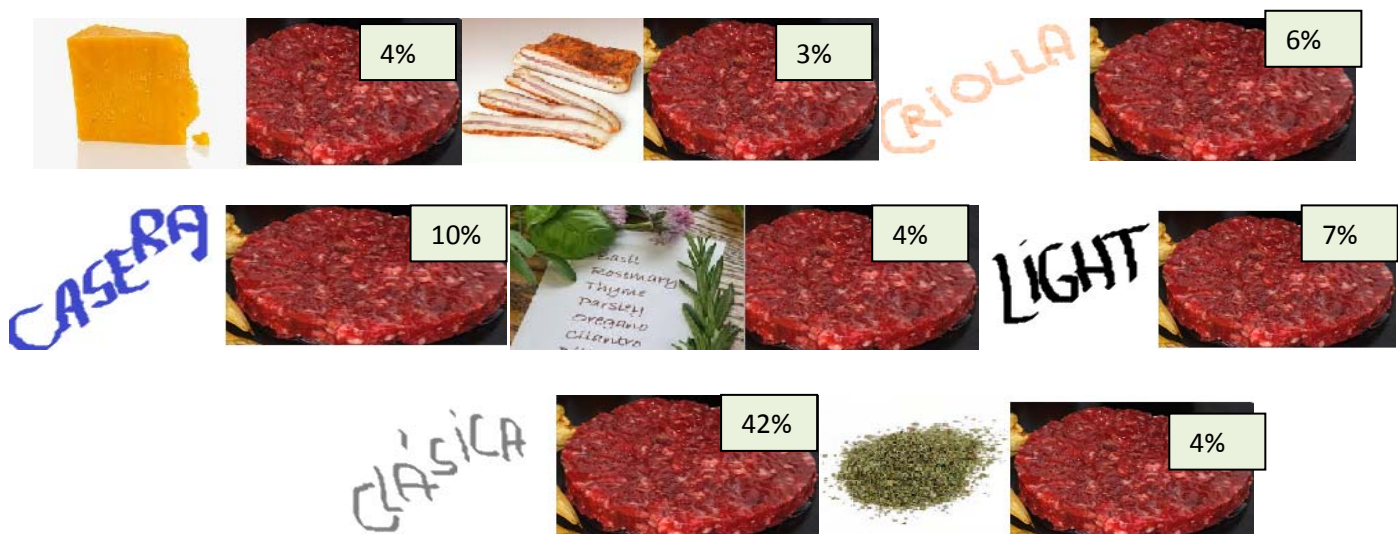 4%
3%
CRiOLLA
6%
CASERA
10%
Basil
Rosemary
Thyme
Parsley
Oregano
Cilantro
4%
LiGHT
7%
CLÁSiCA
42%
4%